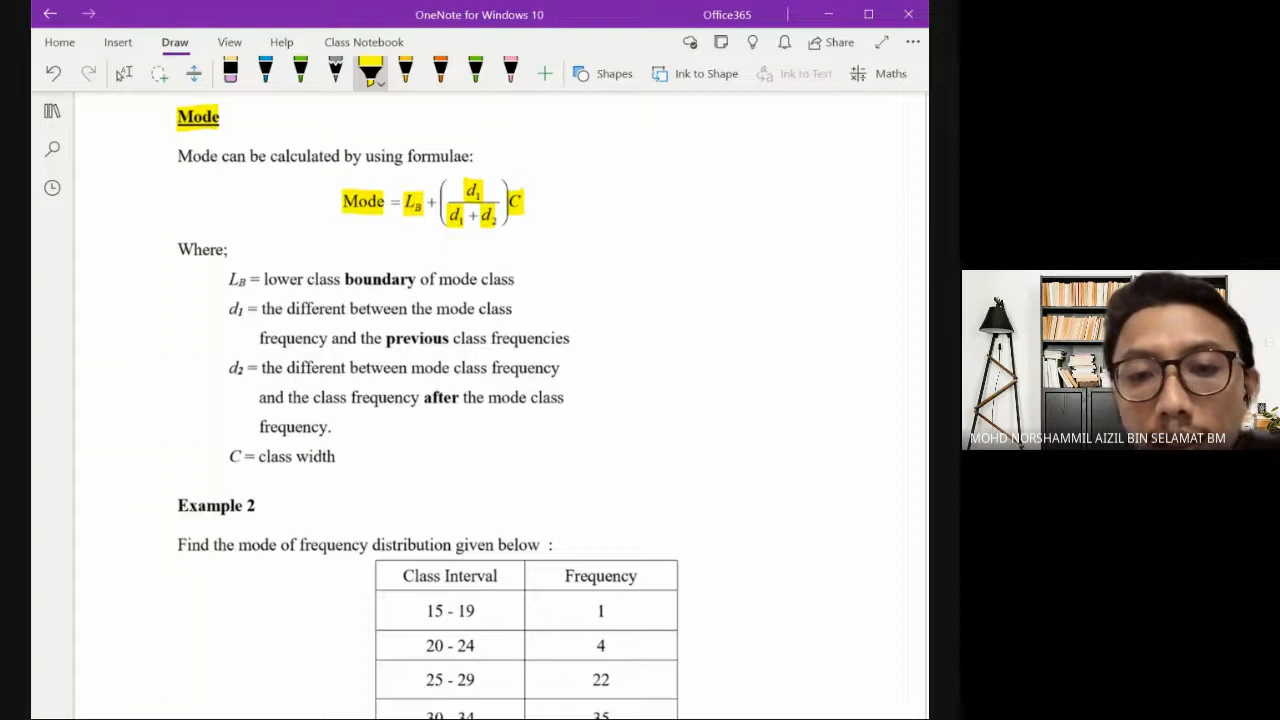 OneNote for Windows 10
Office365
Home
Insert
Draw
View
Help
Class Notebook
Share
Shapes
Ink to Shape
Ink to Text
Maths
Mode
Mode can be calculated by using formulae:
Mode = L_B + (d_1 / (d_1 + d_2)) C
Where;
L_B = lower class boundary of mode class
d_1 = the different between the mode class
frequency and the previous class frequencies
d_2 = the different between mode class frequency
and the class frequency after the mode class
frequency.
C = class width
Example 2
Find the mode of frequency distribution given below :
Class Interval Frequency
15 - 19 1
20 - 24 4
25 - 29 22
30 - 34 35
MOHD NORSHAMMIL AIZIL BIN SELAMAT BM